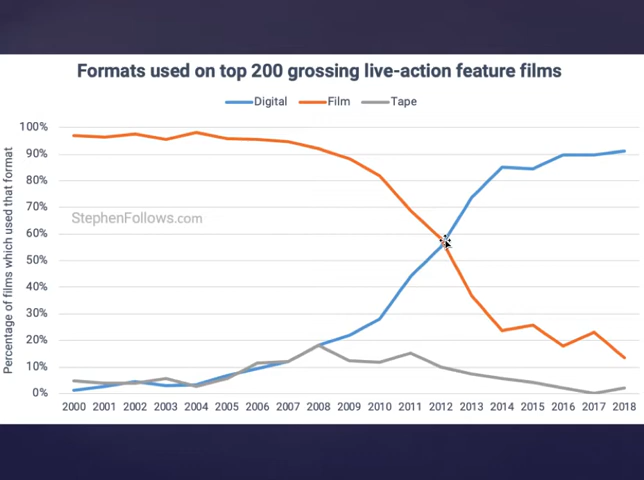 Formats used on top 200 grossing live-action feature films
Digital Film Tape
Percentage of films which used that format
100%
90%
80%
70%
60%
50%
40%
30%
20%
10%
0%
StephenFollows.com
2000 2001 2002 2003 2004 2005 2006 2007 2008 2009 2010 2011 2012 2013 2014 2015 2016 2017 2018